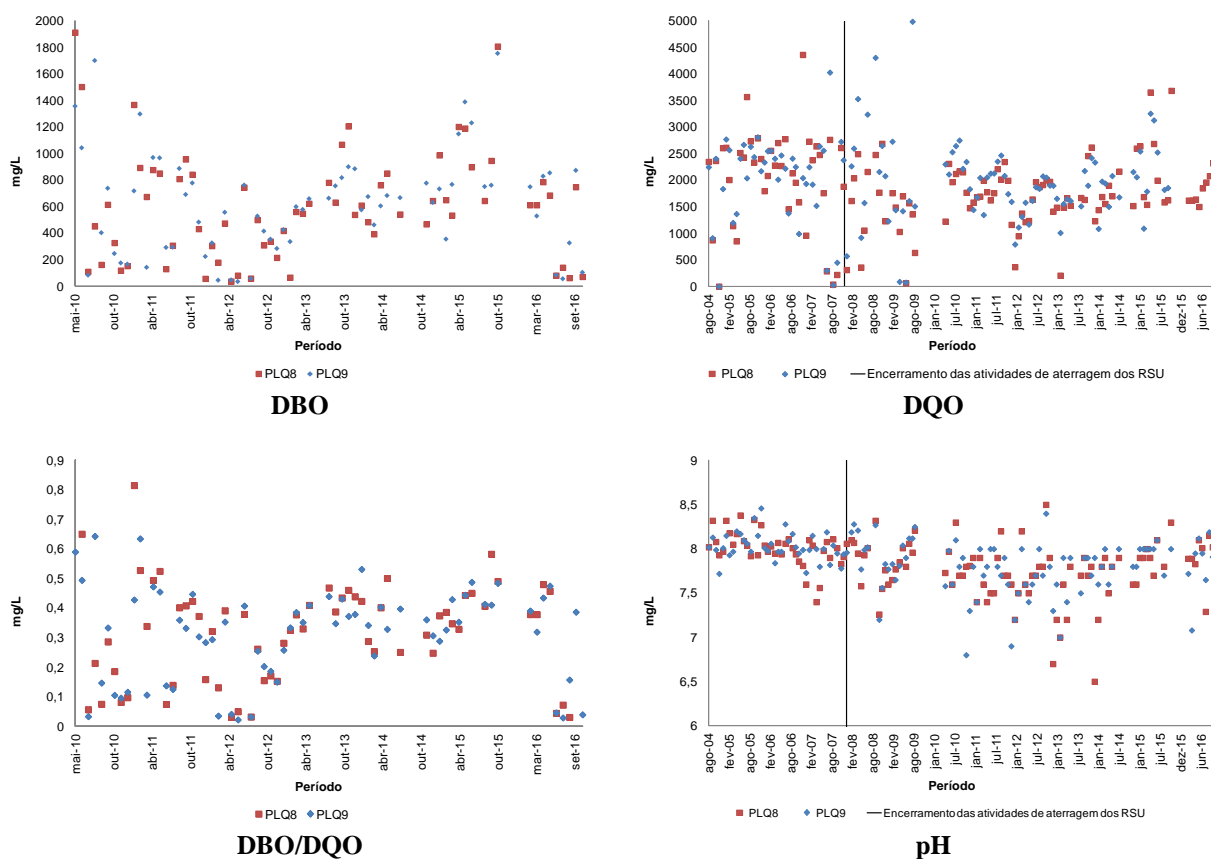 2000
1800
1600
1400
1200
1000
800
600
400
200
0
mg/L
mai-10
out-10
abr-11
out-11
abr-12
out-12
abr-13
out-13
abr-14
out-14
abr-15
out-15
mar-16
set-16
Período
PLQ8 PLQ9
DBO
5000
4500
4000
3500
3000
2500
2000
1500
1000
500
0
mg/L
ago-04
fev-05
ago-05
fev-06
ago-06
fev-07
ago-07
fev-08
ago-08
fev-09
ago-09
jan-10
jul-10
jan-11
jul-11
jan-12
jul-12
jan-13
jul-13
jan-14
jul-14
jan-15
jul-15
dez-15
jun-16
Período
PLQ8 PLQ9 Encerramento das atividades de aterragem dos RSU
DQO
0,9
0,8
0,7
0,6
0,5
0,4
0,3
0,2
0,1
0
mg/L
mai-10
out-10
abr-11
out-11
abr-12
out-12
abr-13
out-13
abr-14
out-14
abr-15
out-15
mar-16
set-16
Período
PLQ8 PLQ9
DBO/DQO
9
8,5
8
7,5
7
6,5
6
mg/L
ago-04
fev-05
ago-05
fev-06
ago-06
fev-07
ago-07
fev-08
ago-08
fev-09
ago-09
jan-10
jul-10
jan-11
jul-11
jan-12
jul-12
jan-13
jul-13
jan-14
jul-14
jan-15
jul-15
dez-15
jun-16
Período
PLQ8 PLQ9 Encerramento das atividades de aterragem dos RSU
pH